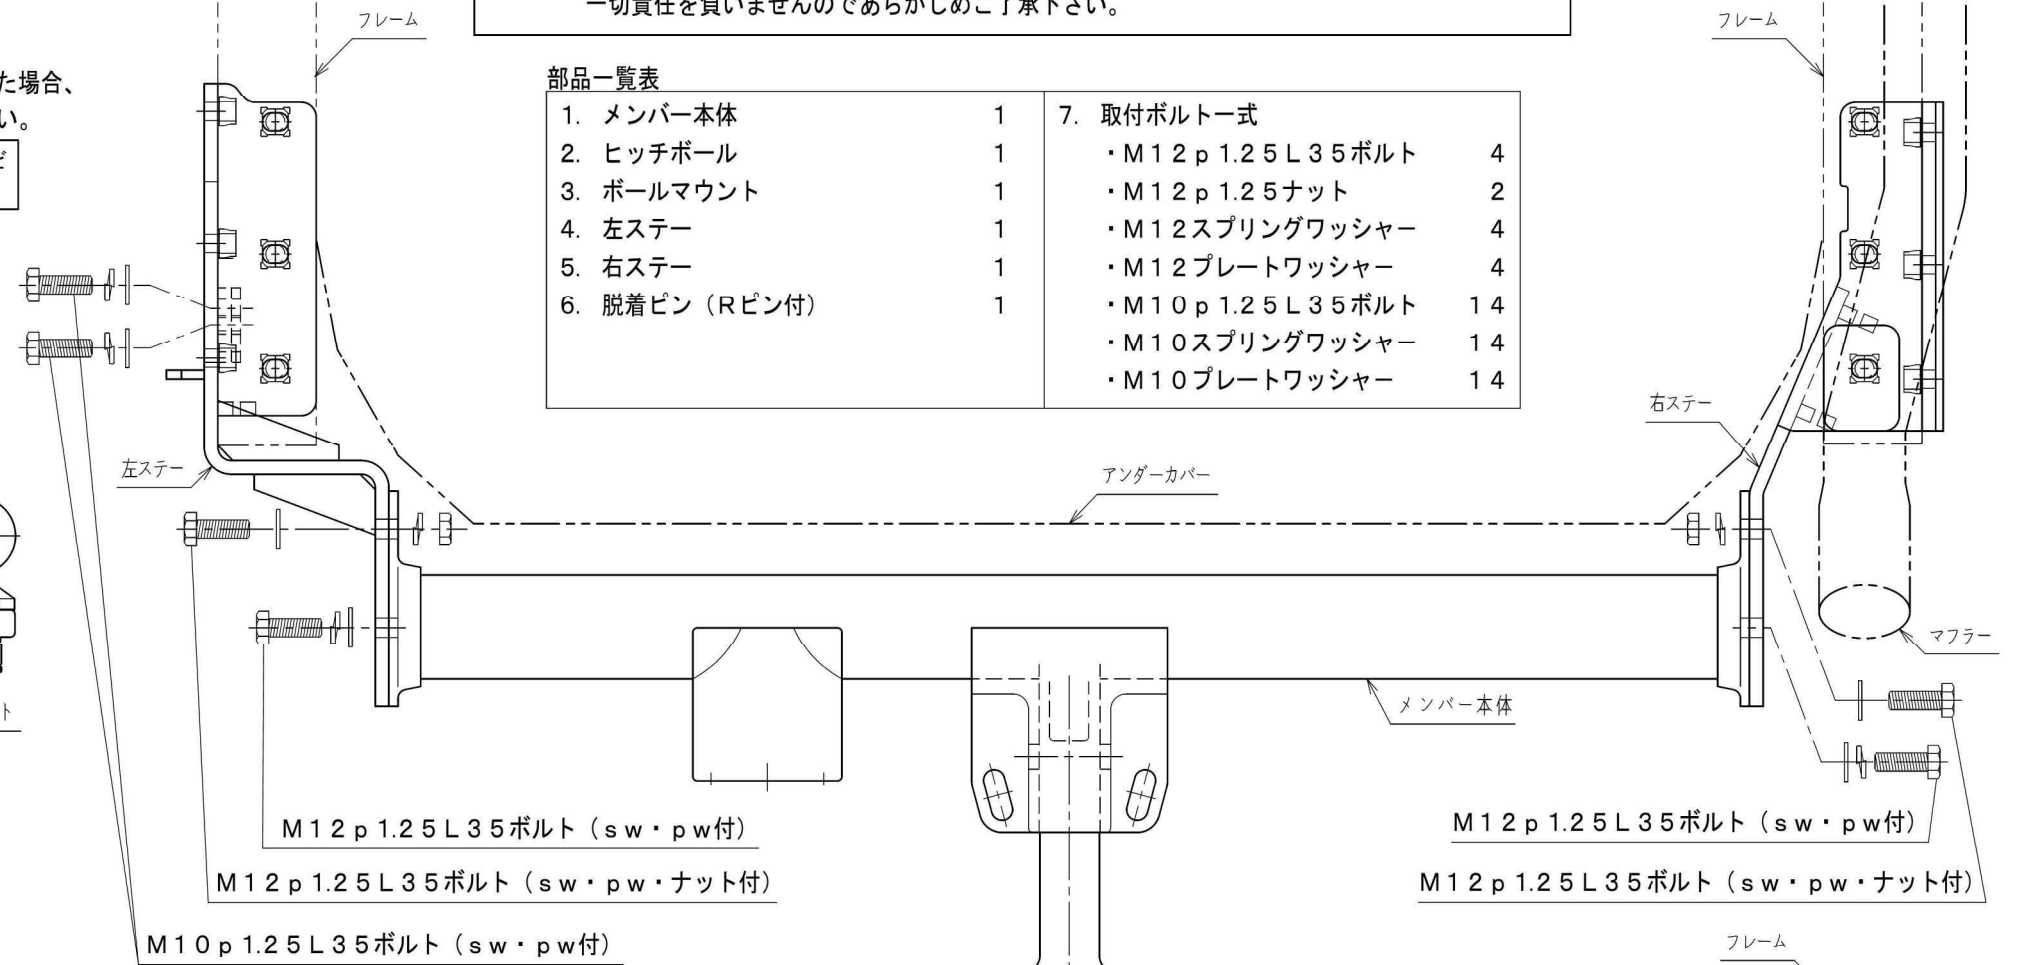 一切責任を負いませんのであらかじめご了承下さい。
フレーム
フレーム
た場合、
い。
部品一覧表
1. メンバー本体 1
2. ヒッチボール 1
3. ボールマウント 1
4. 左ステー 1
5. 右ステー 1
6. 脱着ピン（Rピン付） 1
7. 取付ボルト一式
・M12p1.25L35ボルト 4
・M12p1.25ナット 2
・M12スプリングワッシャー 4
・M12プレートワッシャー 4
・M10p1.25L35ボルト 14
・M10スプリングワッシャー 14
・M10プレートワッシャー 14
右ステー
左ステー
アンダーカバー
マフラー
メンバー本体
ト
M12p1.25L35ボルト（sw・pw付）
M12p1.25L35ボルト（sw・pw・ナット付）
M10p1.25L35ボルト（sw・pw付）
M12p1.25L35ボルト（sw・pw付）
M12p1.25L35ボルト（sw・pw・ナット付）
フレーム